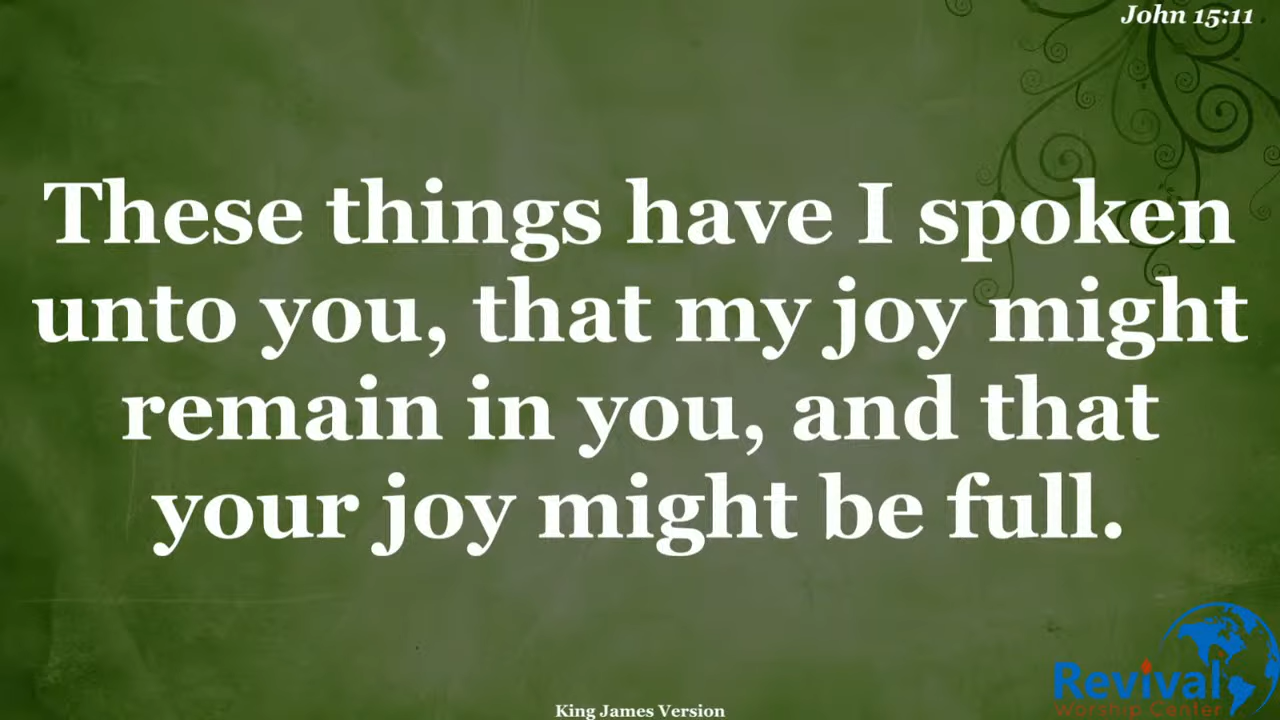 John 15:11
These things have I spoken
unto you, that my joy might
remain in you, and that
your joy might be full.
Revival
Worship Center
King James Version